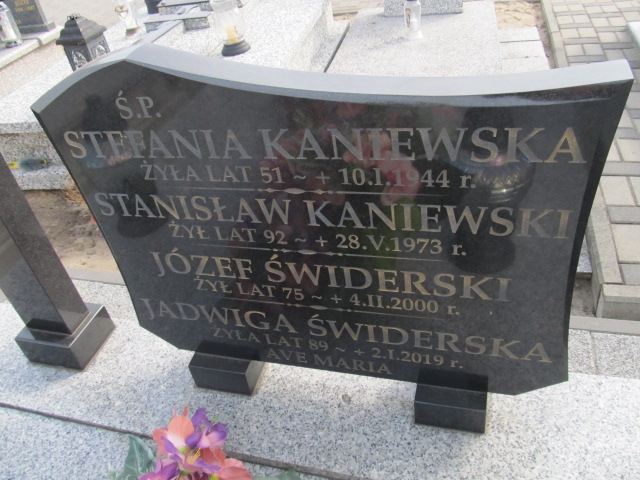 Ś.P.
STEFANIA KANIEWSKA
ŻYŁA LAT 51 ~ + 10.I.1944 r.
STANISŁAW KANIEWSKI
ŻYŁ LAT 92 ~ + 28.V.1973 r.
JÓZEF ŚWIDERSKI
ŻYŁ LAT 75 ~ + 4.II.2000 r.
JADWIGA ŚWIDERSKA
ŻYŁA LAT 89 ~ + 2.I.2019 r.
AVE MARIA